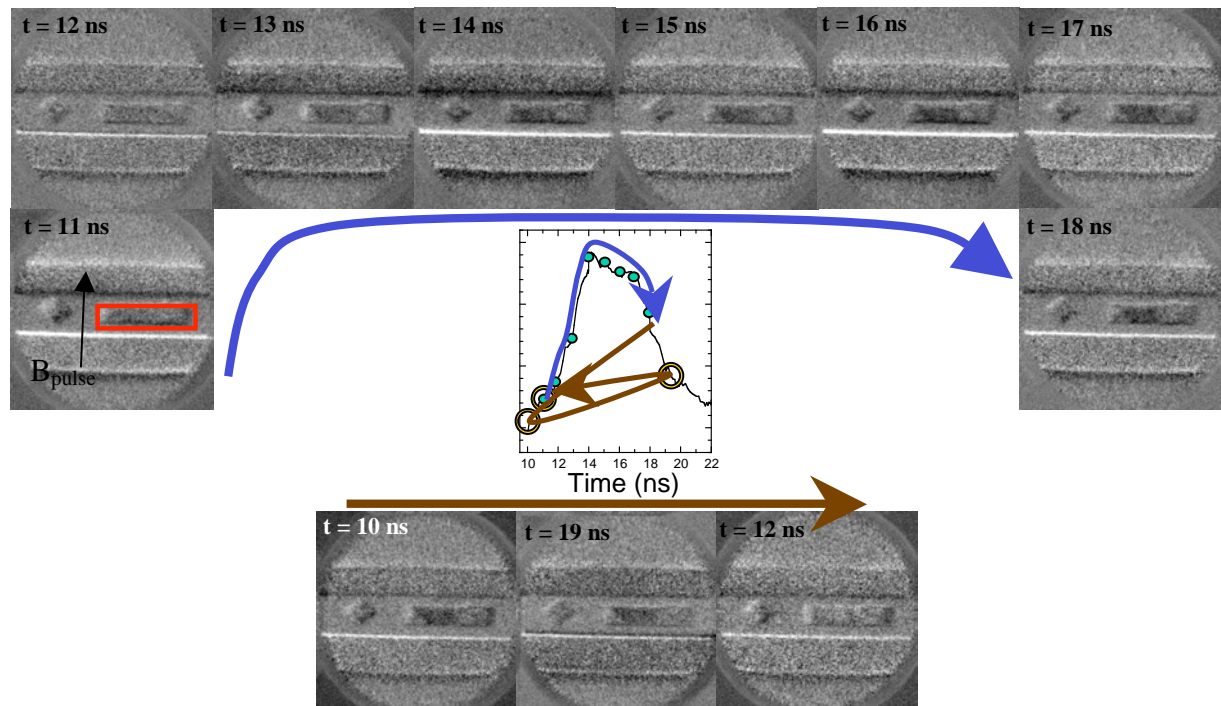 t = 12 ns
t = 13 ns
t = 14 ns
t = 15 ns
t = 16 ns
t = 17 ns
t = 11 ns
t = 18 ns
Bpulse
10 12 14 16 18 20 22
Time (ns)
t = 10 ns
t = 19 ns
t = 12 ns